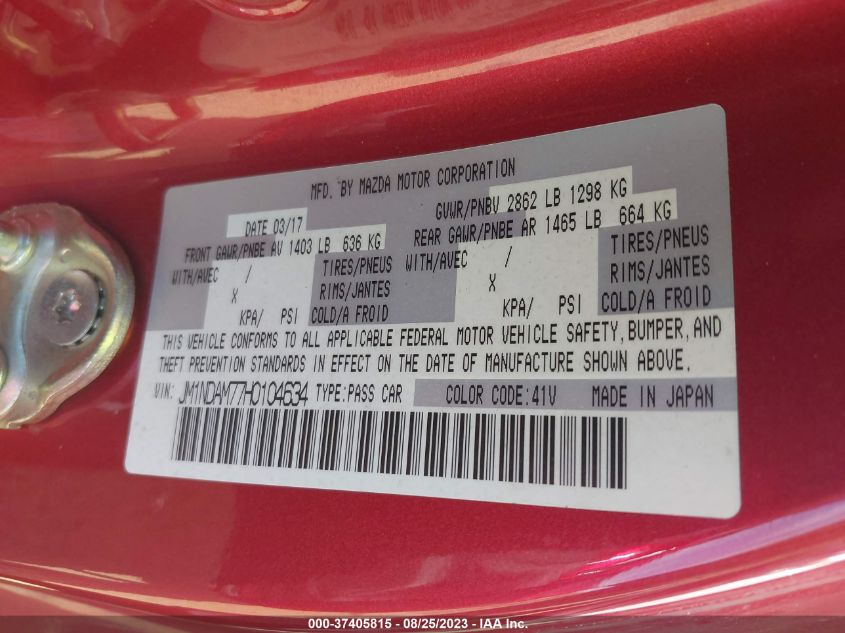 MFD. BY MAZDA MOTOR CORPORATION
DATE 03/17 GVWR/PNBV 2862 LB 1298 KG
FRONT GAWR/PNBE AV 1403 LB 636 KG REAR GAWR/PNBE AR 1465 LB 664 KG
WITH/AVEC / TIRES/PNEUS WITH/AVEC / TIRES/PNEUS
X RIMS/JANTES X RIMS/JANTES
KPA/ PSI COLD/A FROID KPA/ PSI COLD/A FROID
THIS VEHICLE CONFORMS TO ALL APPLICABLE FEDERAL MOTOR VEHICLE SAFETY, BUMPER, AND
THEFT PREVENTION STANDARDS IN EFFECT ON THE DATE OF MANUFACTURE SHOWN ABOVE.
VIN: JM1NDAM77H0104634 TYPE:PASS CAR COLOR CODE:41V MADE IN JAPAN
000-37405815 - 08/25/2023 - IAA Inc.